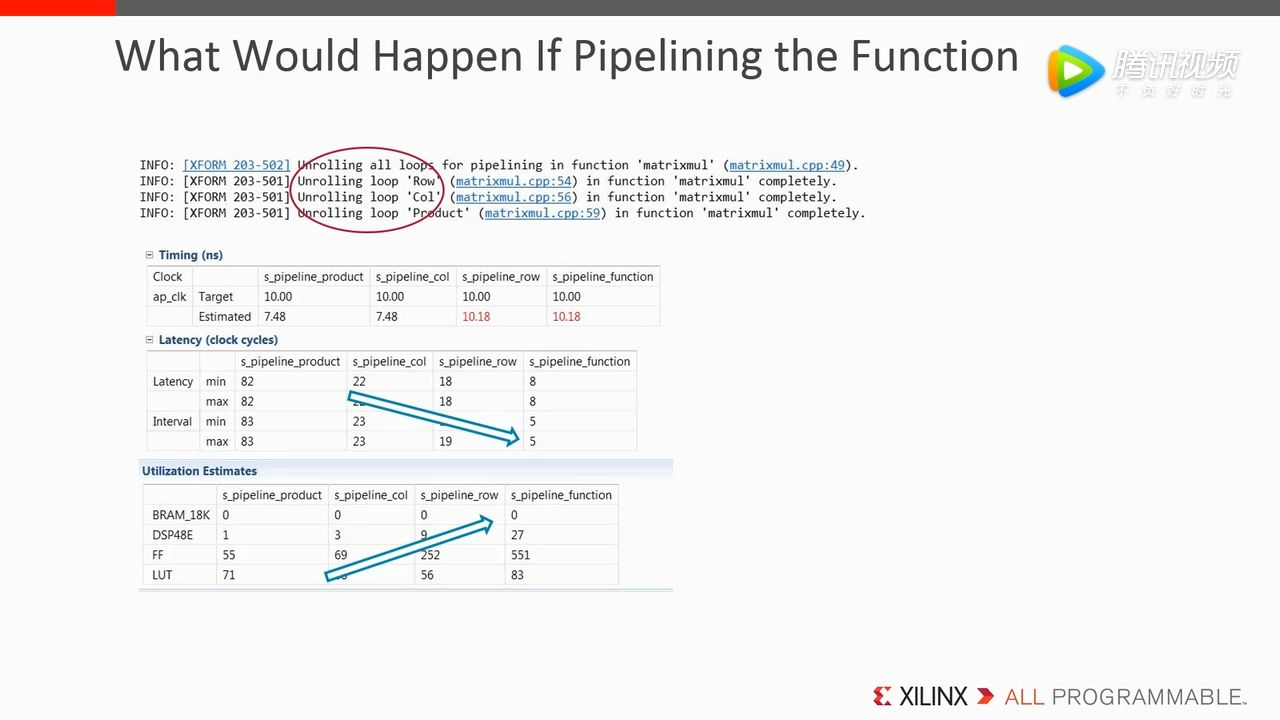 What Would Happen If Pipelining the Function
腾讯视频
不负好时光
INFO: [XFORM 203-502] Unrolling all loops for pipelining in function 'matrixmul' (matrixmul.cpp:49).
INFO: [XFORM 203-501] Unrolling loop 'Row' (matrixmul.cpp:54) in function 'matrixmul' completely.
INFO: [XFORM 203-501] Unrolling loop 'Col' (matrixmul.cpp:56) in function 'matrixmul' completely.
INFO: [XFORM 203-501] Unrolling loop 'Product' (matrixmul.cpp:59) in function 'matrixmul' completely.
Timing (ns)
Clock s_pipeline_product s_pipeline_col s_pipeline_row s_pipeline_function
ap_clk Target 10.00 10.00 10.00 10.00
Estimated 7.48 7.48 10.18 10.18
Latency (clock cycles)
s_pipeline_product s_pipeline_col s_pipeline_row s_pipeline_function
Latency min 82 22 18 8
max 82 18 8
Interval min 83 23 5
max 83 23 19 5
Utilization Estimates
s_pipeline_product s_pipeline_col s_pipeline_row s_pipeline_function
BRAM_18K 0 0 0 0
DSP48E 1 3 9 27
FF 55 69 252 551
LUT 71 56 83
XILINX ALL PROGRAMMABLE.™